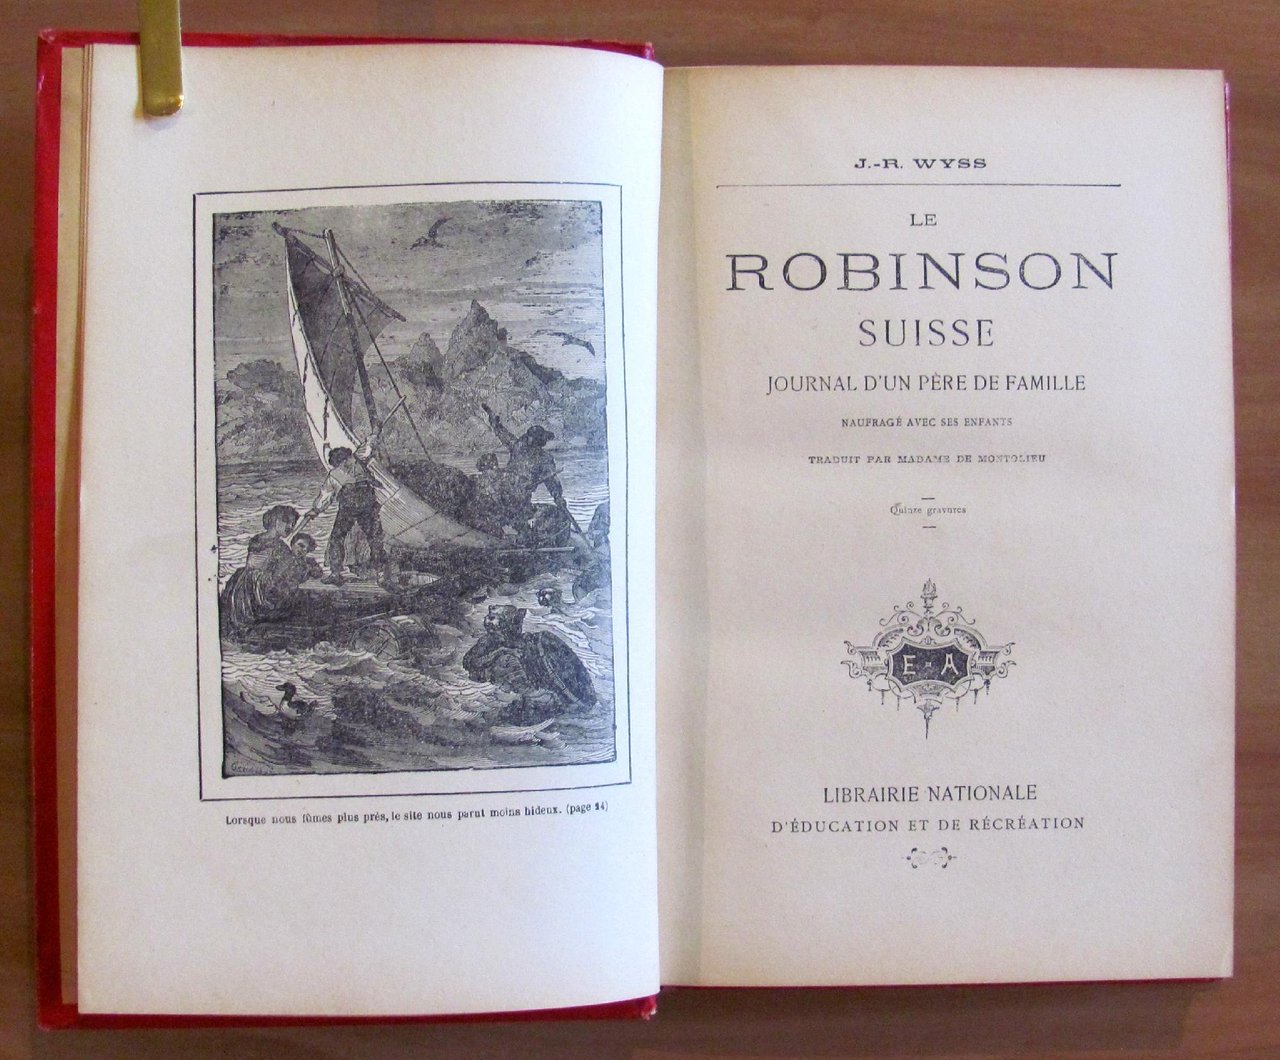 Lorsque nous fûmes plus près, le site nous parut moins hideux. (page 24)
J.-R. WYSS
LE
ROBINSON
SUISSE
JOURNAL D'UN PÈRE DE FAMILLE
NAUFRAGÉ AVEC SES ENFANTS
TRADUIT PAR MADAME DE MONTOLIEU
Quinze gravures
E-A
LIBRAIRIE NATIONALE
D'ÉDUCATION ET DE RÉCRÉATION